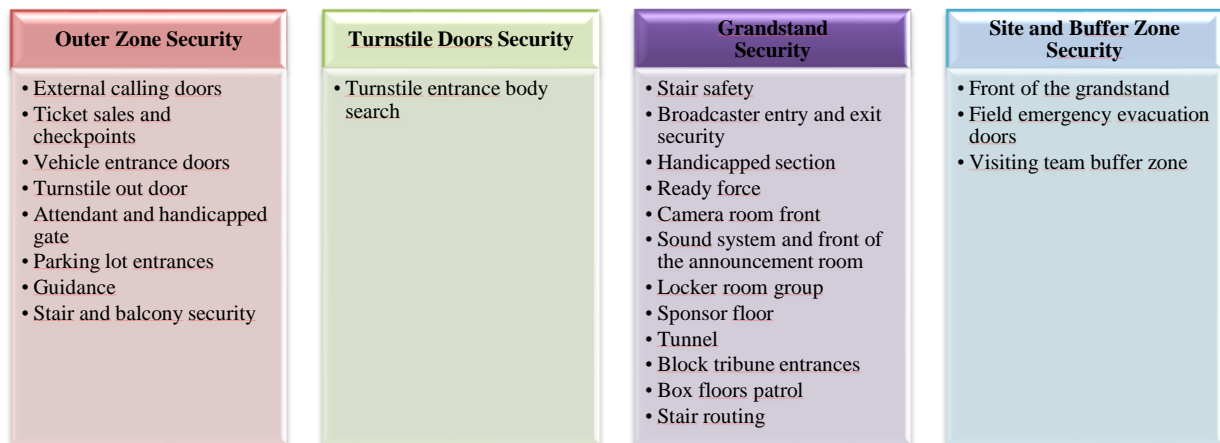 Outer Zone Security
• External calling doors
• Ticket sales and
checkpoints
• Vehicle entrance doors
• Turnstile out door
• Attendant and handicapped
gate
• Parking lot entrances
• Guidance
• Stair and balcony security
Turnstile Doors Security
• Turnstile entrance body
search
Grandstand
Security
• Stair safety
• Broadcaster entry and exit
security
• Handicapped section
• Ready force
• Camera room front
• Sound system and front of
the announcement room
• Locker room group
• Sponsor floor
• Tunnel
• Block tribune entrances
• Box floors patrol
• Stair routing
Site and Buffer Zone
Security
• Front of the grandstand
• Field emergency evacuation
doors
• Visiting team buffer zone